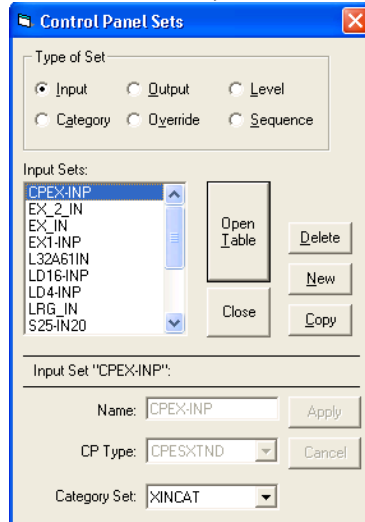 Control Panel Sets
Type of Set
Input Output Level
Category Override Sequence
Input Sets:
CPEX-INP
EX_2_IN
EX_IN
EX1-INP
L32A61IN
LD16-INP
LD4-INP
LRG_IN
S25-IN20
Open
Table
Close
Delete
New
Copy
Input Set "CPEX-INP":
Name: CPEX-INP Apply
CP Type: CPESXTND Cancel
Category Set: XINCAT